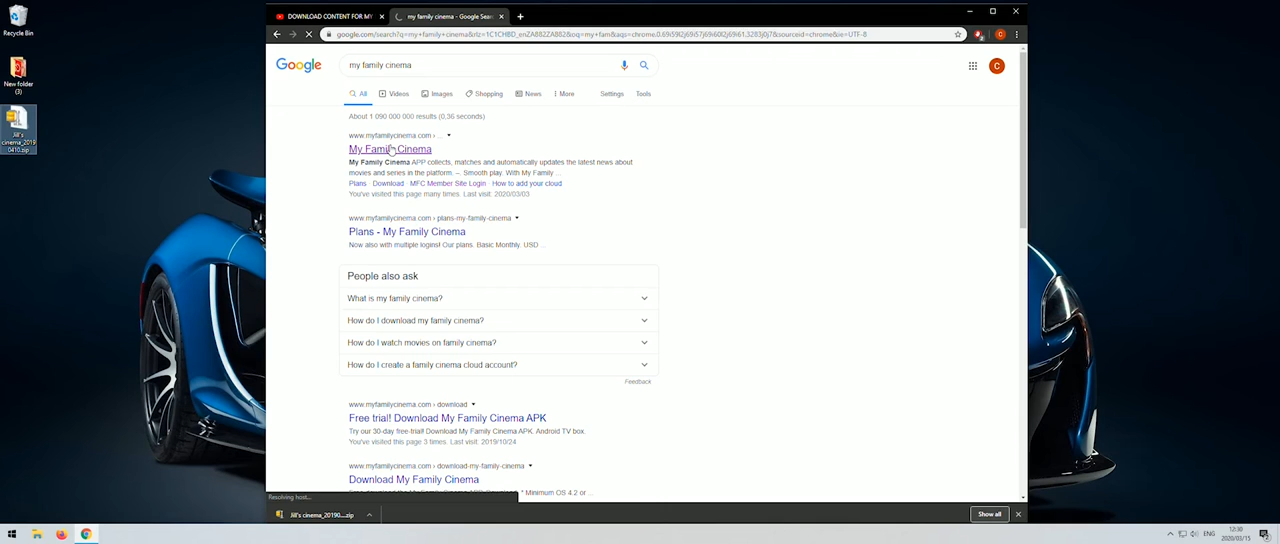 Recycle Bin
New folder
(3)
Jill's
cinema_2019
0410.zip
DOWNLOAD CONTENT FOR MY
my family cinema - Google Sear
google.com/search?q=my+family+cinema&rlz=1C1CHBD_enZA882ZA882&oq=my+fam&aqs=chrome.0.69i59l2j69i57j69i60l2j69i61.3283j0j7&sourceid=chrome&ie=UTF-8
Google
my family cinema
All Videos Images Shopping News More Settings Tools
About 1 090 000 000 results (0,36 seconds)
www.myfamilycinema.com › ...
My Family Cinema
My Family Cinema APP collects, matches and automatically updates the latest news about
movies and series in the platform. –. Smooth play. With My Family ...
Plans · Download · MFC Member Site Login · How to add your cloud.
You've visited this page many times. Last visit: 2020/03/03
www.myfamilycinema.com › plans-my-family-cinema
Plans - My Family Cinema
Now also with multiple logins! Our plans. Basic Monthly. USD ...
People also ask
What is my family cinema?
How do I download my family cinema?
How do I watch movies on family cinema?
How do I create a family cinema cloud account?
Feedback
www.myfamilycinema.com › download
Free trial! Download My Family Cinema APK
Try our 30-day free-trial! Download My Family Cinema APK. Android TV box.
You've visited this page 3 times. Last visit: 2019/10/24
www.myfamilycinema.com › download-my-family-cinema
Download My Family Cinema
* Minimum OS 4.2 or ...
Resolving host...
Jill's cinema_20190....zip
Show all
ENG
12:30
2020/03/15